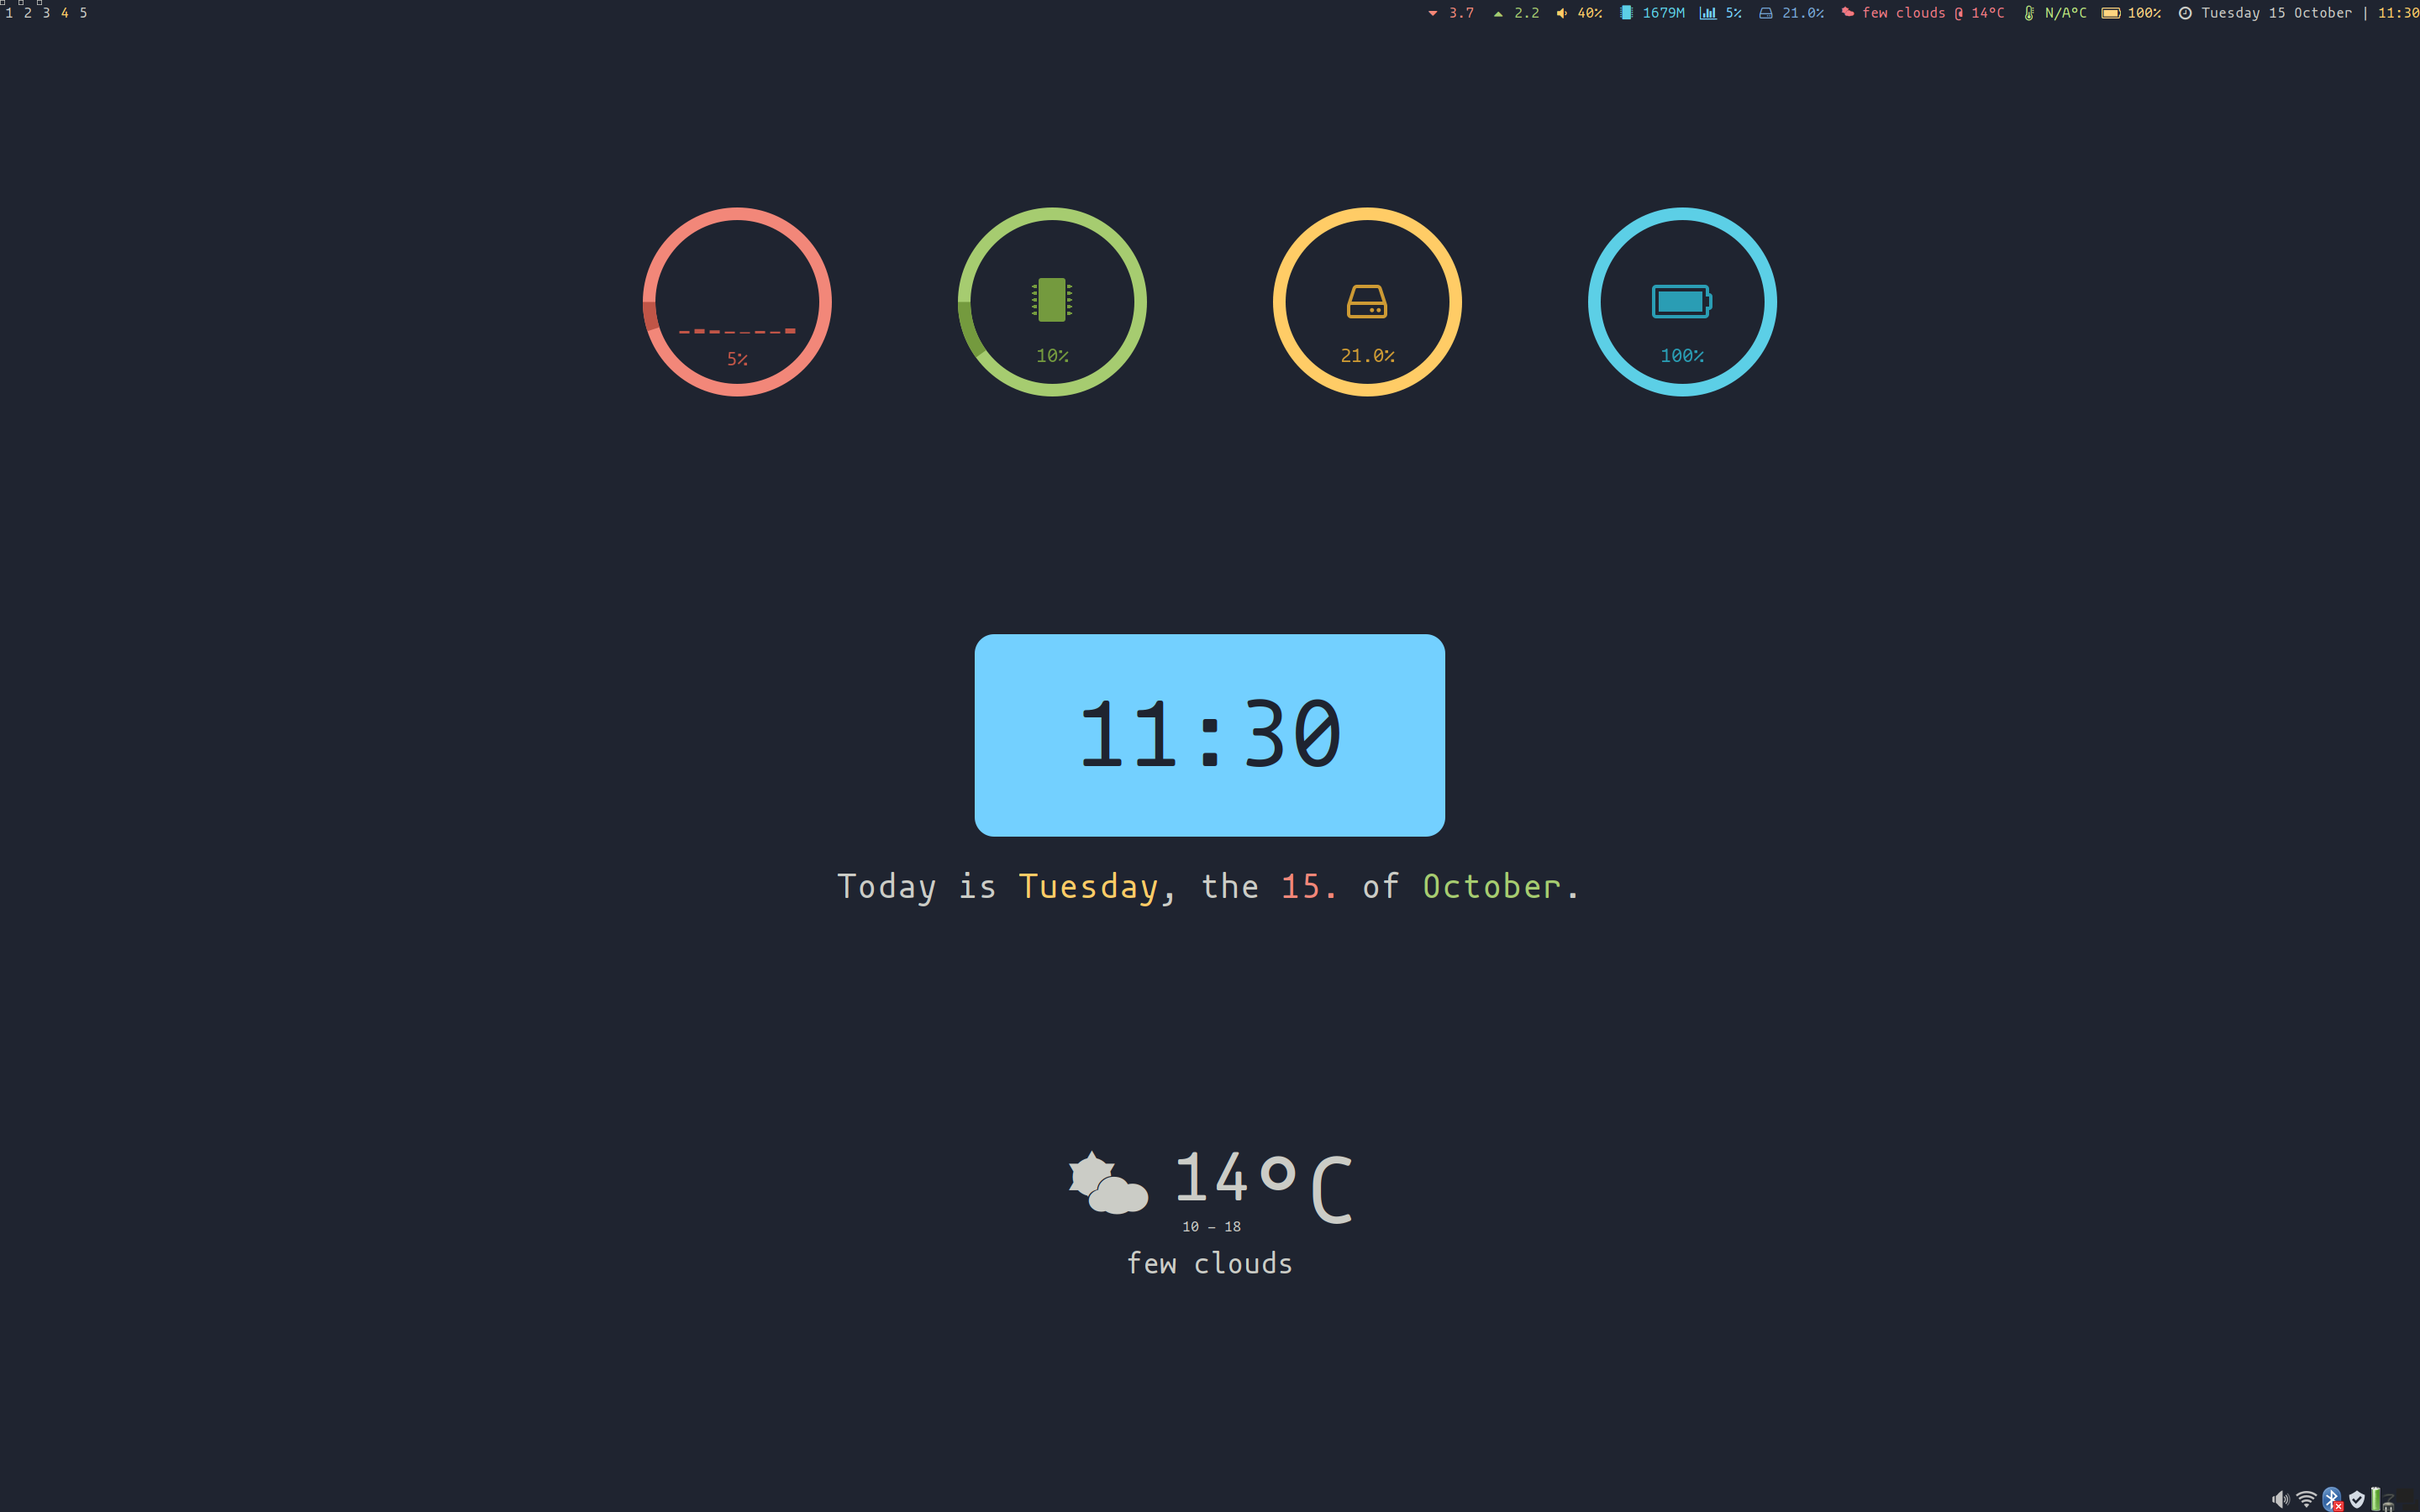 1 2 3 4 5
3.7 2.2 40% 1679M 5% 21.0% few clouds @ 14°C N/A°C 100% Tuesday 15 October | 11:30
5% 10% 21.0% 100%
11:30
Today is Tuesday, the 15. of October.
14°C
10 - 18
few clouds